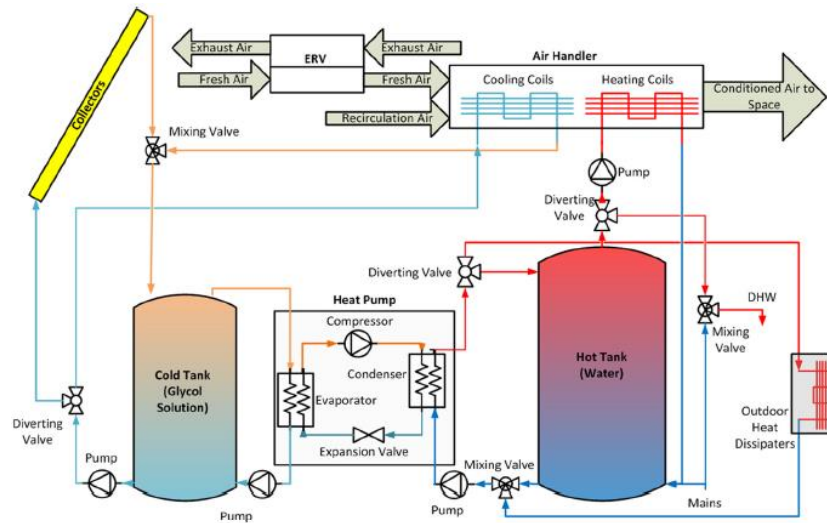 Exhaust Air
ERV
Exhaust Air
Fresh Air
Fresh Air
Air Handler
Cooling Coils
Heating Coils
Conditioned Air to
Space
Recirculation Air
Collectors
Mixing Valve
Pump
Diverting
Valve
Diverting Valve
DHW
Mixing
Valve
Heat Pump
Compressor
Condenser
Evaporator
Expansion Valve
Cold Tank
(Glycol
Solution)
Hot Tank
(Water)
Outdoor
Heat
Dissipaters
Diverting
Valve
Pump
Pump
Mixing Valve
Pump
Mains